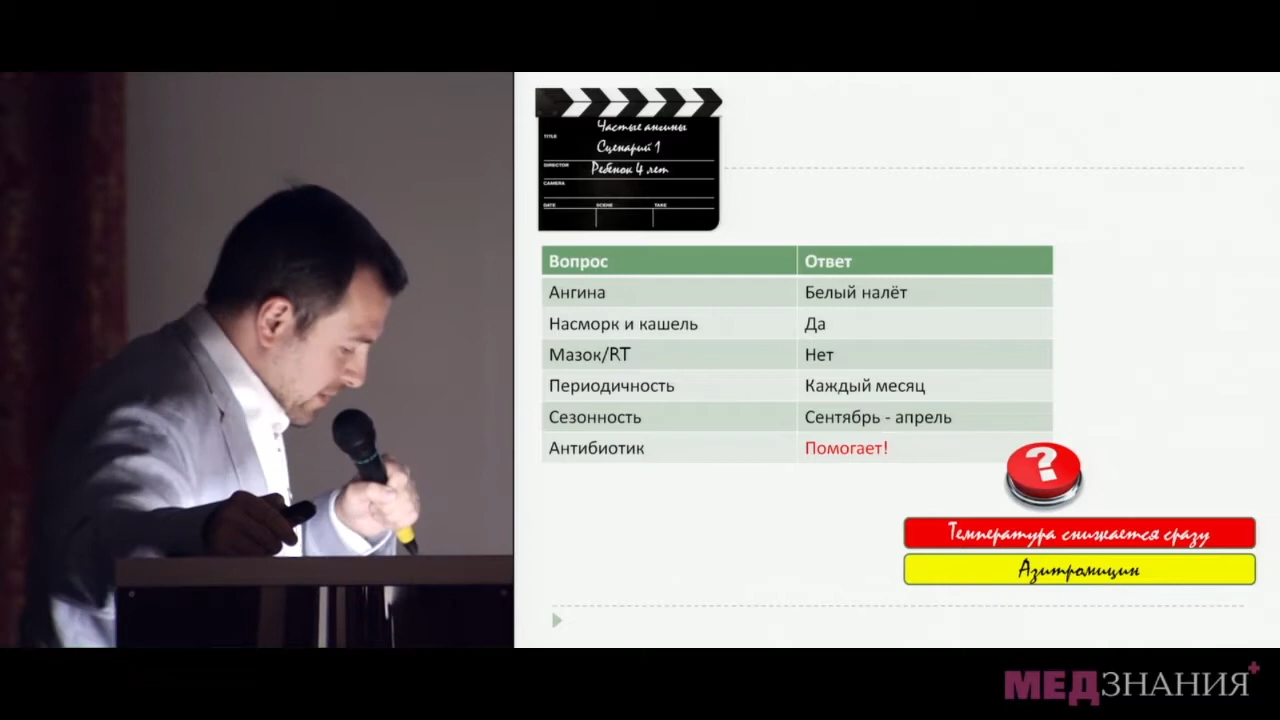 Частые ангины
TITLE
Сценарий 1
DIRECTOR
Ребенок 4 лет
CAMERA
DATE SCENE TAKE
Вопрос Ответ
Ангина Белый налёт
Насморк и кашель Да
Мазок/RT Нет
Периодичность Каждый месяц
Сезонность Сентябрь - апрель
Антибиотик Помогает!
?
Температура снижается сразу
Азитромицин
МЕДЗНАНИЯ+